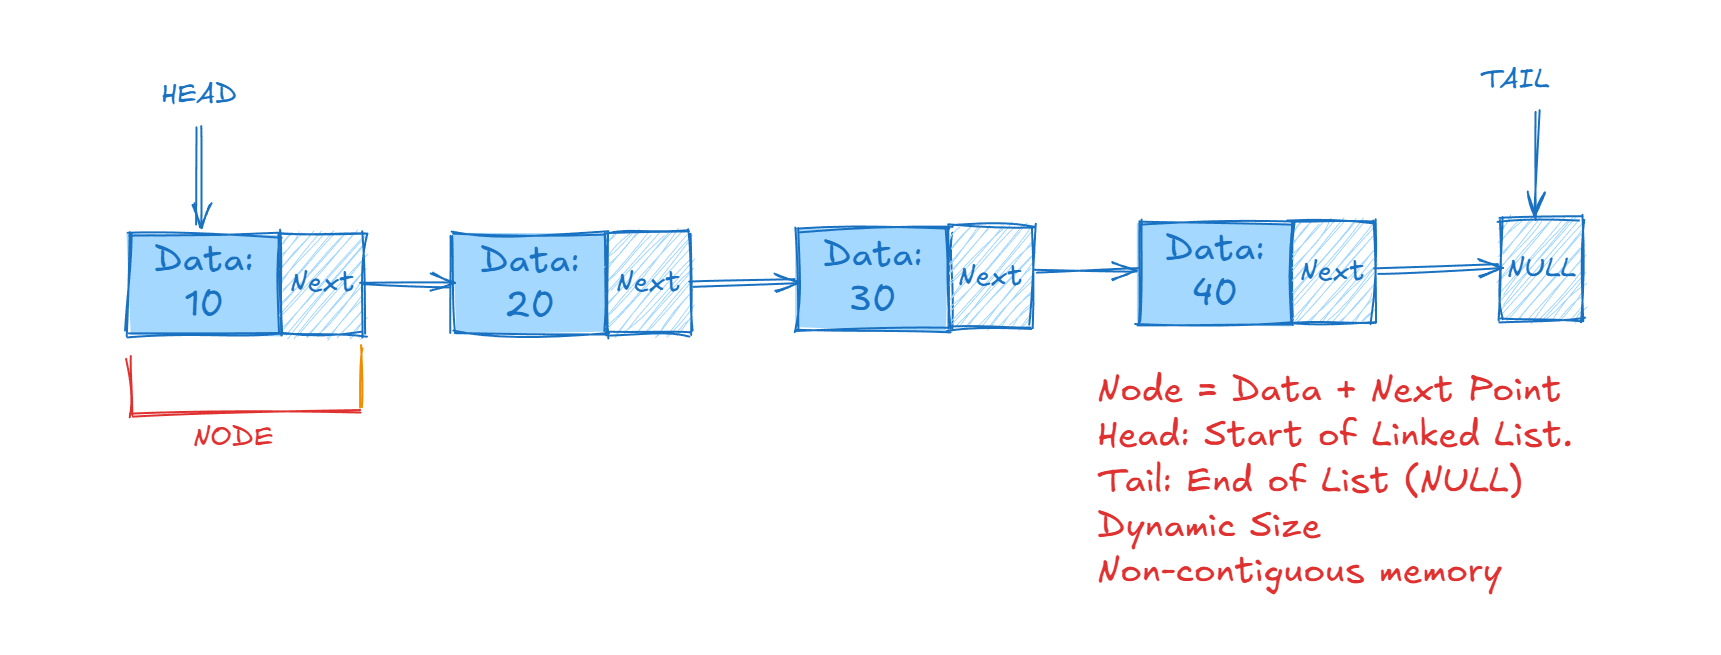 HEAD
TAIL
Data:
10
Next
Data:
20
Next
Data:
30
Next
Data:
40
Next
NULL
NODE
Node = Data + Next Point
Head: Start of Linked List.
Tail: End of List (NULL)
Dynamic Size
Non-contiguous memory